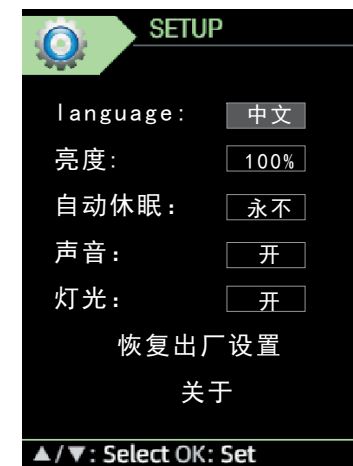 SETUP
language: 中文
亮度: 100%
自动休眠： 永不
声音： 开
灯光： 开
恢复出厂设置
关于
▲/▼: Select OK: Set